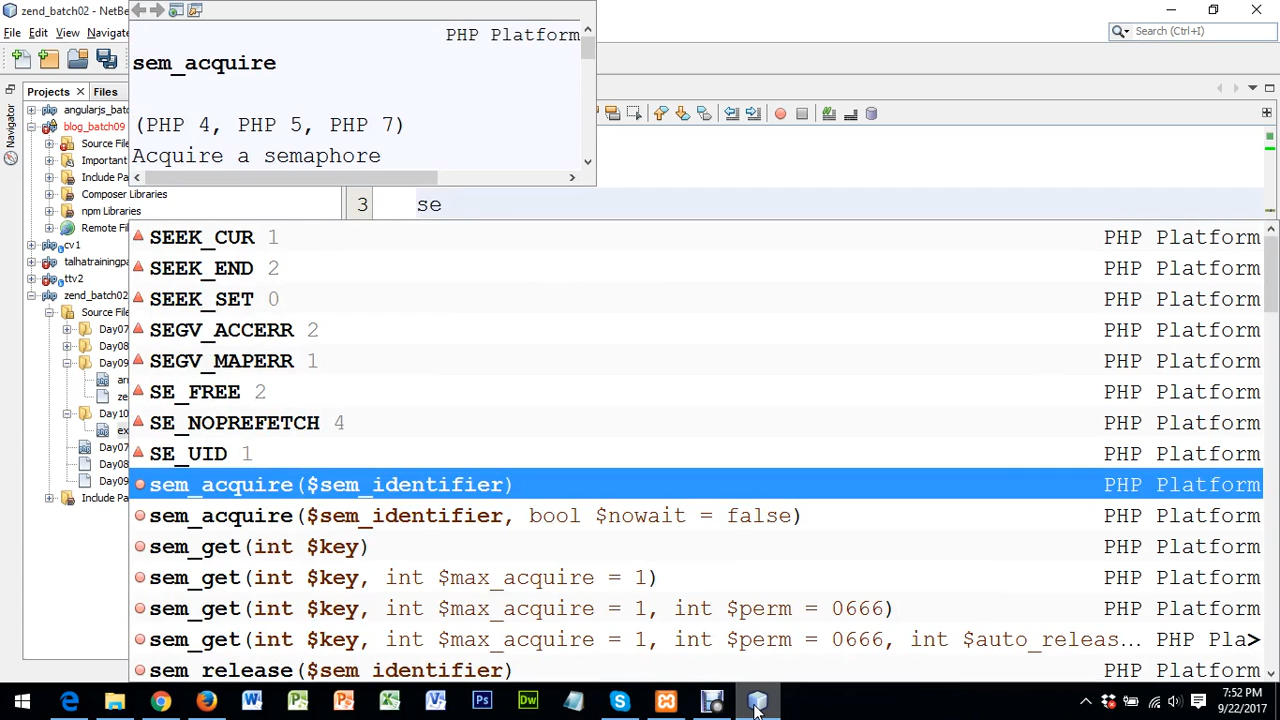 zend_batch02 - NetBe
File Edit View Navigate
Search (Ctrl+I)
PHP Platform
sem_acquire
(PHP 4, PHP 5, PHP 7)
Acquire a semaphore
Projects Files
Navigator
angularjs_batc
blog_batch09
Source File
Important
Include Pa
Composer Libraries
npm Libraries
Remote File
cv1
talhatrainingpa
ttv2
zend_batch02
Source File
Day07
Day08
Day09
an
ze
Day10
ex
Day07
Day08
Day09
Include Pa
3 se
SEEK_CUR 1 PHP Platform
SEEK_END 2 PHP Platform
SEEK_SET 0 PHP Platform
SEGV_ACCERR 2 PHP Platform
SEGV_MAPERR 1 PHP Platform
SE_FREE 2 PHP Platform
SE_NOPREFETCH 4 PHP Platform
SE_UID 1 PHP Platform
sem_acquire($sem_identifier) PHP Platform
sem_acquire($sem_identifier, bool $nowait = false) PHP Platform
sem_get(int $key) PHP Platform
sem_get(int $key, int $max_acquire = 1) PHP Platform
sem_get(int $key, int $max_acquire = 1, int $perm = 0666) PHP Platform
sem_get(int $key, int $max_acquire = 1, int $perm = 0666, int $auto_releas... PHP Pla>
sem_release($sem_identifier) PHP Platform
7:52 PM
9/22/2017